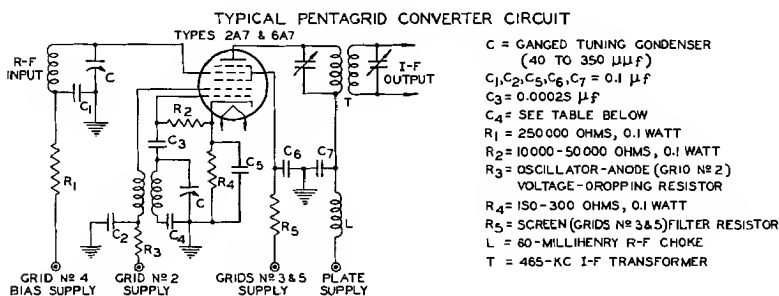 TYPICAL PENTAGRID CONVERTER CIRCUIT
TYPES 2A7 & 6A7
R-F
INPUT
C
C1
I-F
OUTPUT
T
R2
C3
C5
R4
C6
C7
R1
C
C4
C2
R3
R5
L
GRID Nº 4
BIAS SUPPLY
GRID Nº 2
SUPPLY
GRIDS Nº 3 & 5
SUPPLY
PLATE
SUPPLY
C = GANGED TUNING GONDENSER
(40 TO 350 µµf)
C1,C2,C5,C6,C7 = 0.1 µf
C3 = 0.00025 µf
C4 = SEE TABLE BELOW
R1 = 250000 OHMS, 0.1 WATT
R2 = 10000-50000 OHMS, 0.1 WATT
R3 = OSCILLATOR-ANODE (GRID Nº 2)
VOLTAGE-DROPPING RESISTOR
R4 = 150-300 OHMS, 0.1 WATT
R5 = SCREEN (GRIDS Nº 3&5) FILTER RESISTOR
L = 60-MILLIHENRY R-F CHOKE
T = 465-KC I-F TRANSFORMER